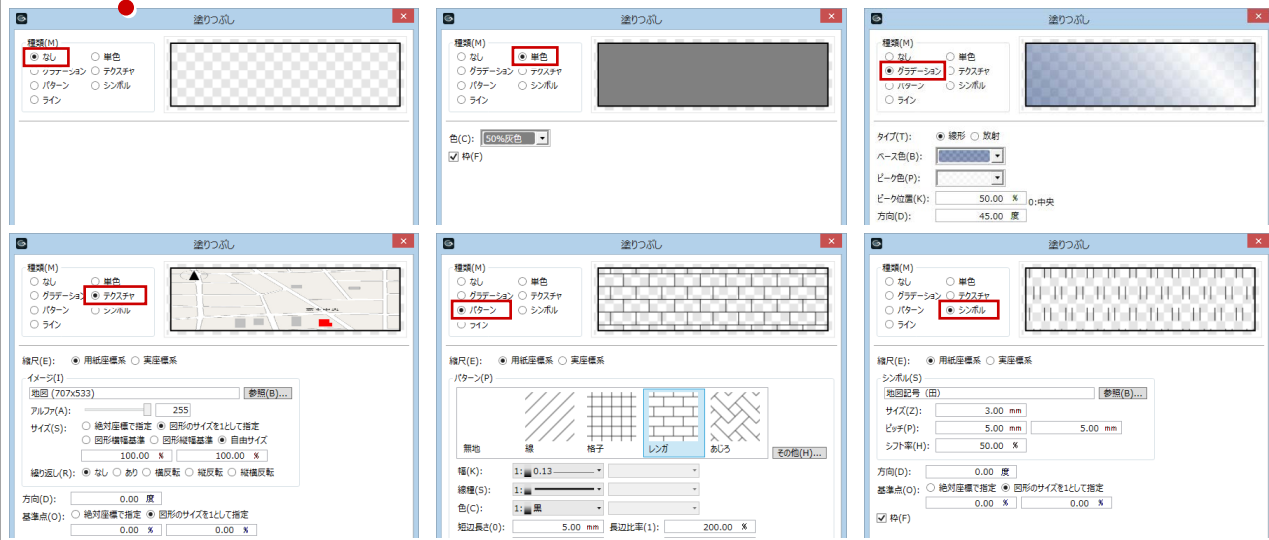 塗りつぶし
種類(M)
なし 単色
グラデーション テクスチャ
パターン シンボル
ライン
塗りつぶし
種類(M)
なし 単色
グラデーション テクスチャ
パターン シンボル
ライン
色(C): 50%灰色
枠(F)
塗りつぶし
種類(M)
なし 単色
グラデーション テクスチャ
パターン シンボル
ライン
タイプ(T): 線形 放射
ベース色(B):
ピーク色(P):
ピーク位置(K): 50.00 % 0:中央
方向(D): 45.00 度
塗りつぶし
種類(M)
なし 単色
グラデーション テクスチャ
パターン シンボル
ライン
縮尺(E): 用紙座標系 実座標系
イメージ(I)
地図 (707x533) 参照(B)...
アルファ(A): 255
サイズ(S): 絶対座標で指定 図形のサイズを1として指定
図形横幅基準 図形縦幅基準 自由サイズ
100.00 % 100.00 %
繰り返し(R): なし あり 横反転 縦反転 縦横反転
方向(D): 0.00 度
基準点(O): 絶対座標で指定 図形のサイズを1として指定
0.00 % 0.00 %
塗りつぶし
種類(M)
なし 単色
グラデーション テクスチャ
パターン シンボル
ライン
縮尺(E): 用紙座標系 実座標系
パターン(P)
無地 線 格子 レンガ あじろ その他(H)...
幅(K): 1: 0.13
線種(S): 1:
色(C): 1: 黒
短辺長さ(0): 5.00 mm 長辺比率(1): 200.00 %
塗りつぶし
種類(M)
なし 単色
グラデーション テクスチャ
パターン シンボル
ライン
縮尺(E): 用紙座標系 実座標系
シンボル(S)
地図記号（田） 参照(B)...
サイズ(Z): 3.00 mm
ピッチ(P): 5.00 mm 5.00 mm
シフト率(H): 50.00 %
方向(D): 0.00 度
基準点(O): 絶対座標で指定 図形のサイズを1として指定
0.00 % 0.00 %
枠(F)